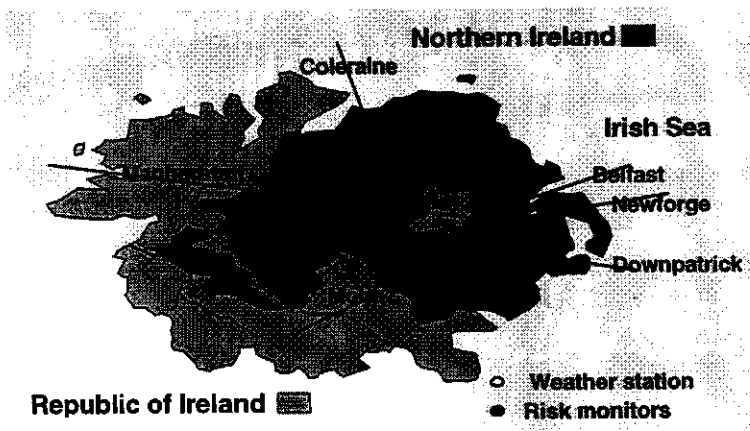 Northern Ireland
Coleraine
Irish Sea
Belfast
Newforge
Downpatrick
Weather station
Republic of Ireland
Risk monitors